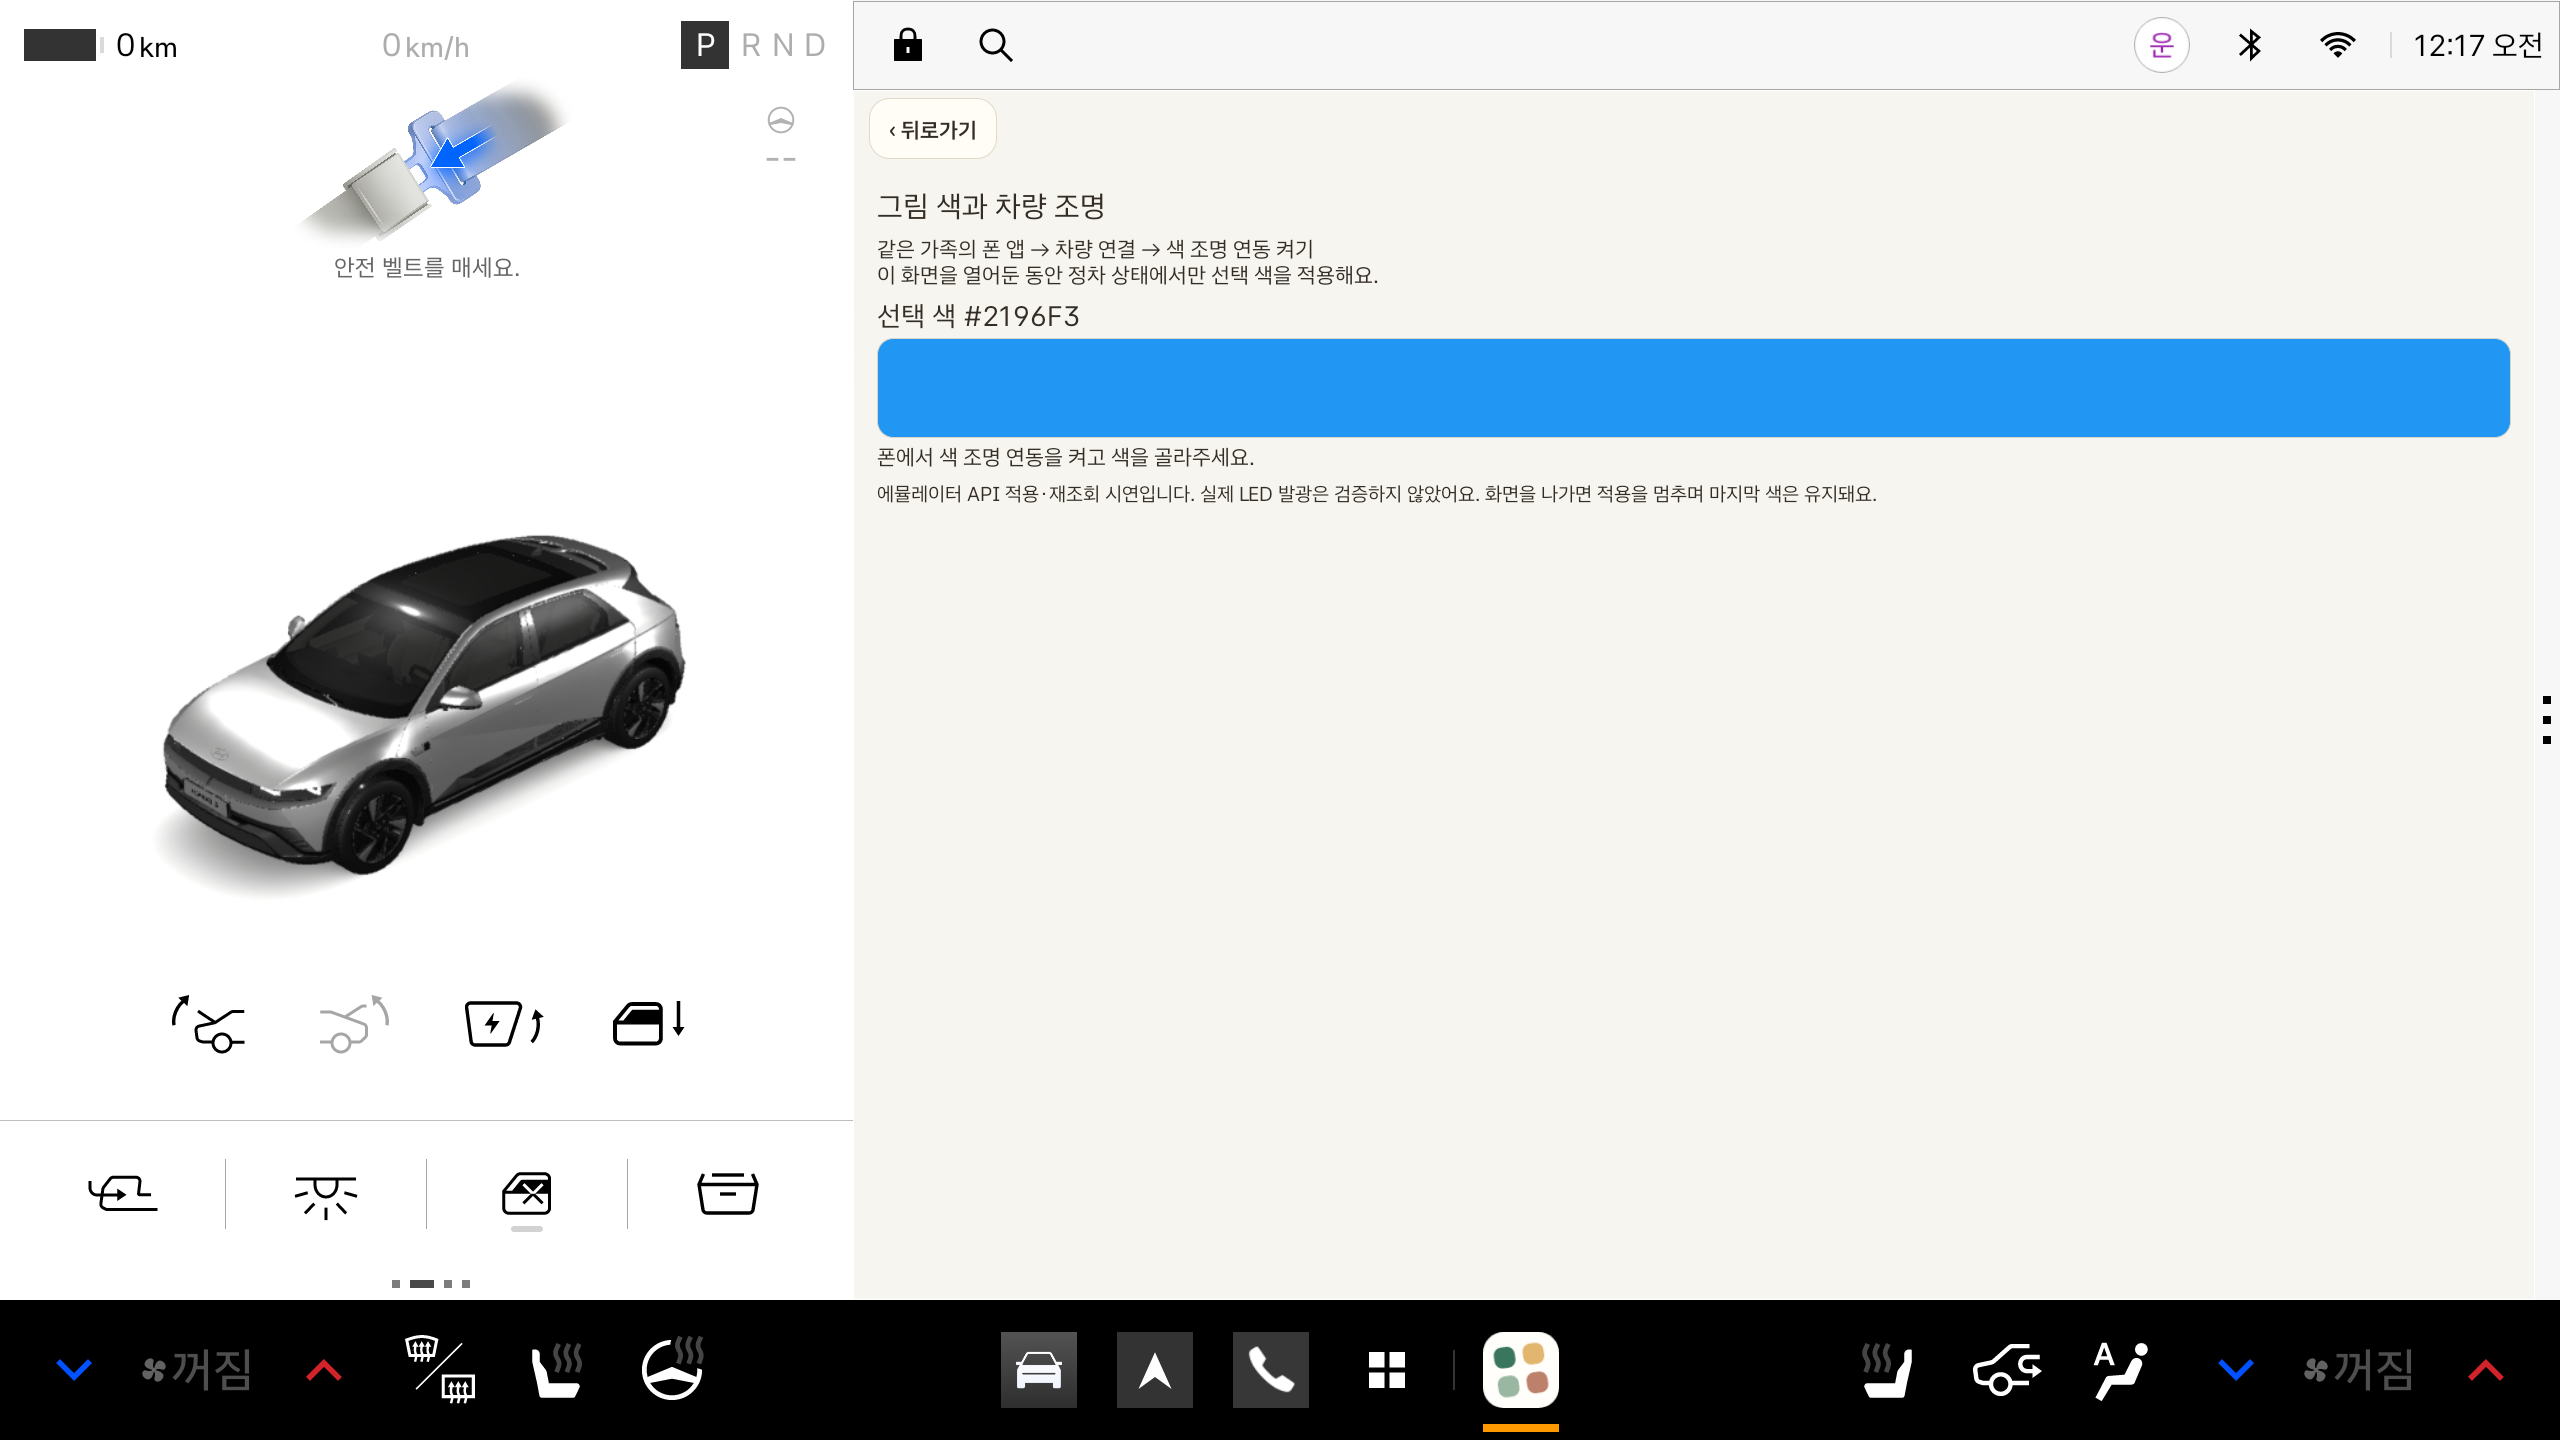 0 km
0 km/h
P R N D
운
12:17 오전
안전 벨트를 매세요.
‹ 뒤로가기
그림 색과 차량 조명
같은 가족의 폰 앱 → 차량 연결 → 색 조명 연동 켜기
이 화면을 열어둔 동안 정차 상태에서만 선택 색을 적용해요.
선택 색 #2196F3
폰에서 색 조명 연동을 켜고 색을 골라주세요.
에뮬레이터 API 적용·재조회 시연입니다. 실제 LED 발광은 검증하지 않았어요. 화면을 나가면 적용을 멈추며 마지막 색은 유지돼요.
꺼짐
A
꺼짐